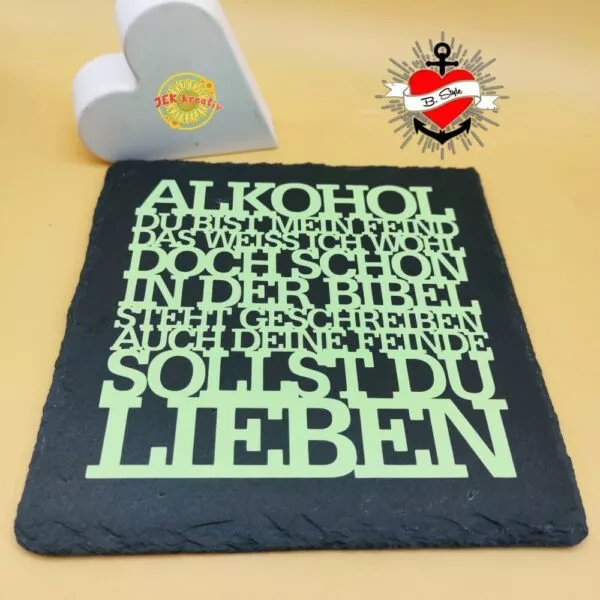 JEK kreativ
B. Style
ALKOHOL
DU BIST MEIN FEIND
DAS WEISS ICH WOHL
DOCH SCHON
IN DER BIBEL
STEHT GESCHREIBEN
AUCH DEINE FEINDE
SOLLST DU
LIEBEN